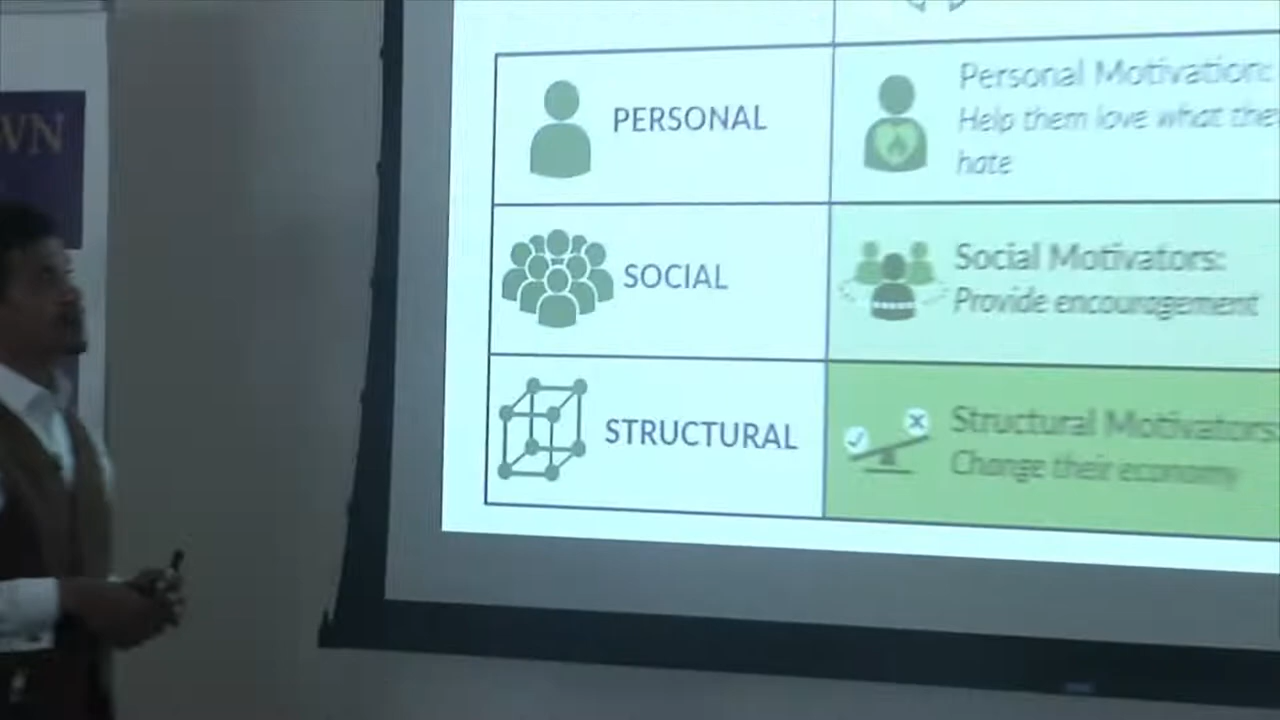 WN
PERSONAL
Personal Motivation:
Help them love what they
hate
SOCIAL
Social Motivators:
Provide encouragement
STRUCTURAL
Structural Motivators:
Change their economy